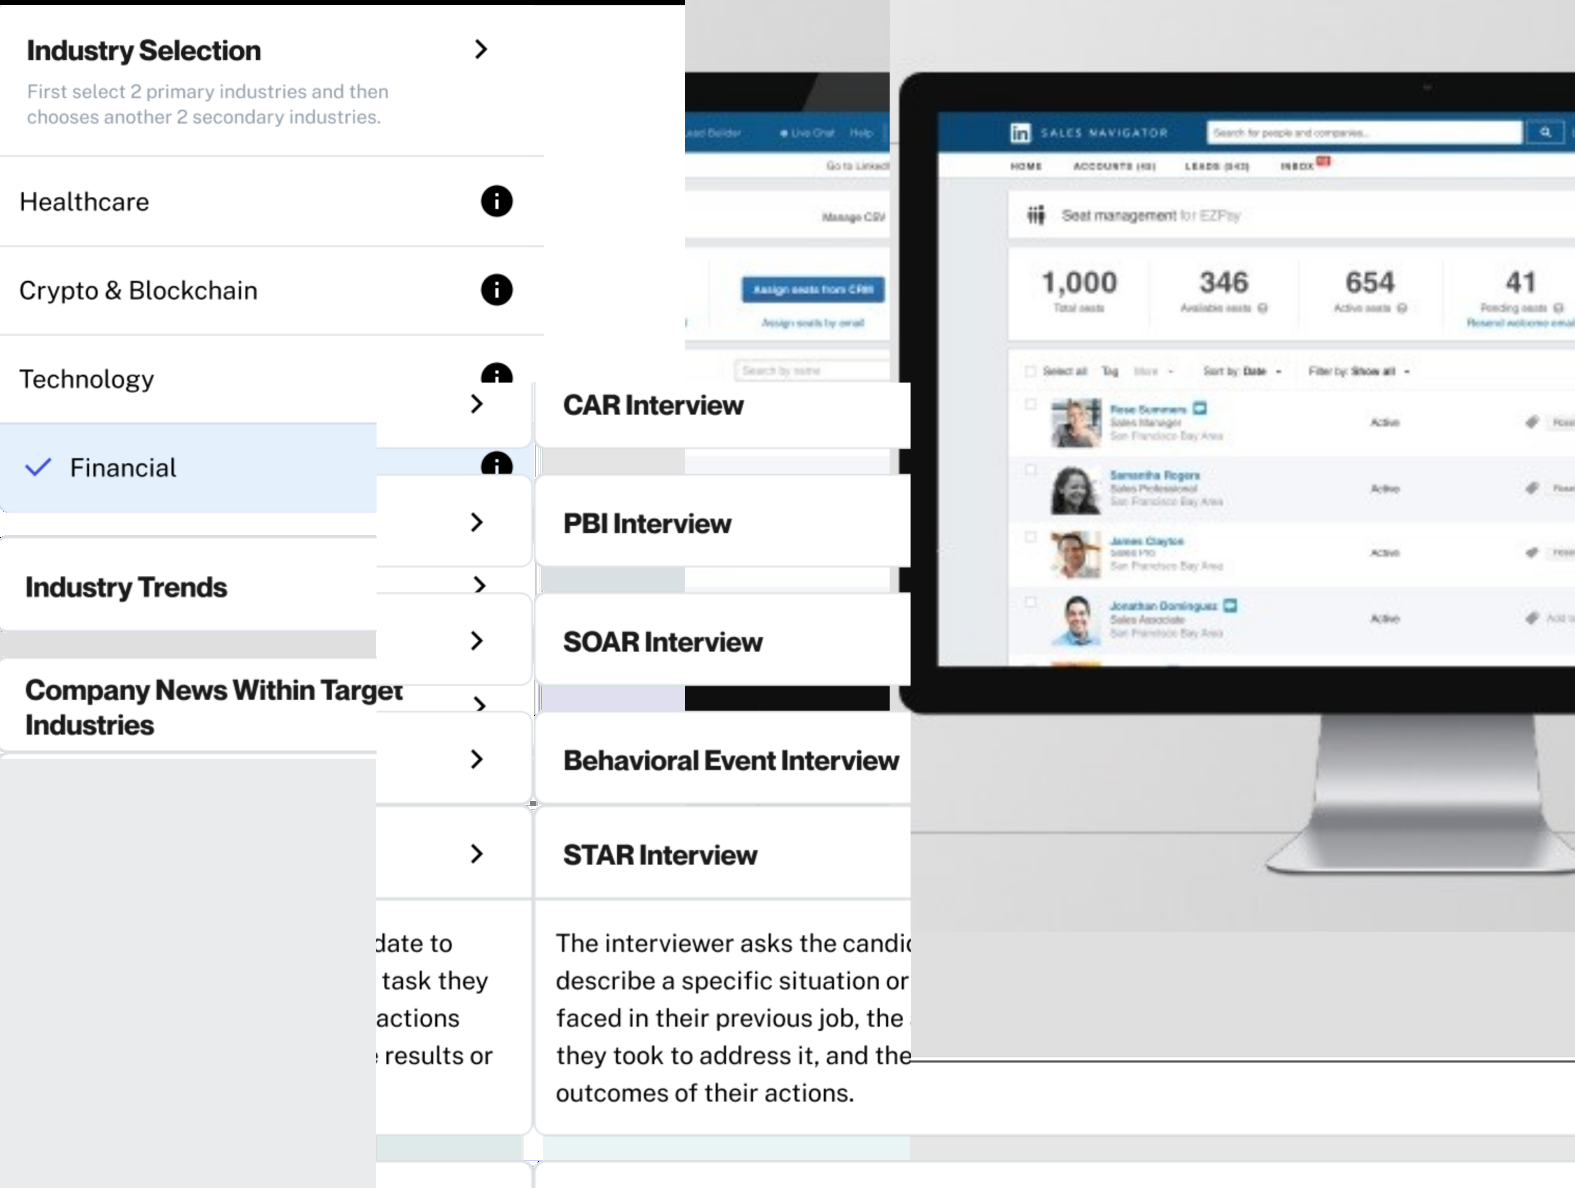 Industry Selection
First select 2 primary industries and then
chooses another 2 secondary industries.
Healthcare
Crypto & Blockchain
Technology
Financial
Industry Trends
Company News Within Target
Industries
CAR Interview
PBI Interview
SOAR Interview
Behavioral Event Interview
STAR Interview
date to
task they
actions
results or
The interviewer asks the candid
describe a specific situation or
faced in their previous job, the
they took to address it, and the
outcomes of their actions.
Lead Builder Live Chat Help
Go to LinkedI
Manage CSV
Assign seats from CRM
Assign seats by email
Search by name
in SALES NAVIGATOR
Search for people and companies...
HOME ACCOUNTS (49) LEADS (543) INBOX
Seat management for EZPay
1,000 346 654 41
Total seats Available seats Active seats Pending seats
Resend welcome email
Select all Tag More Sort by: Date Filter by: Show all
Rose Summers
Sales Manager Active
San Francisco Bay Area
Samantha Rogers
Sales Professional Active
San Francisco Bay Area
James Clayton
Sales Pro Active
San Francisco Bay Area
Jonathan Dominguez
Sales Associate Active Add t
San Francisco Bay Area